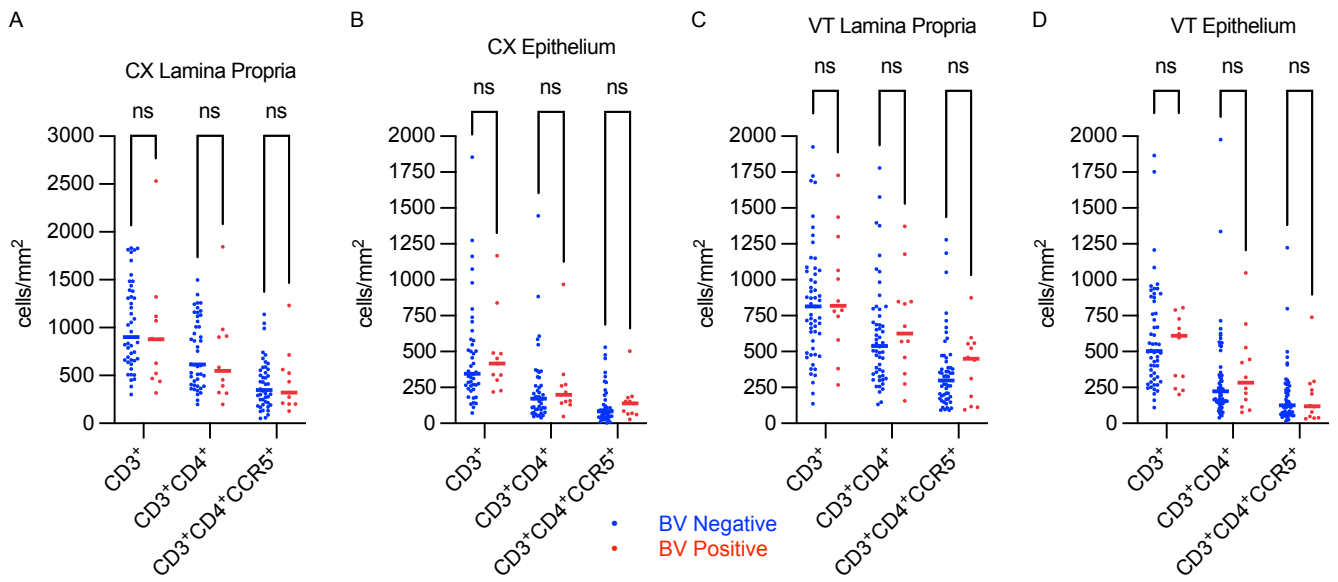 A
CX Lamina Propria
ns ns ns
cells/mm²
3000
2500
2000
1500
1000
500
0
CD3⁺
CD3⁺CD4⁺
CD3⁺CD4⁺CCR5⁺
B
CX Epithelium
ns ns ns
cells/mm²
2000
1750
1500
1250
1000
750
500
250
0
CD3⁺
CD3⁺CD4⁺
CD3⁺CD4⁺CCR5⁺
C
VT Lamina Propria
ns ns ns
cells/mm²
2000
1750
1500
1250
1000
750
500
250
0
CD3⁺
CD3⁺CD4⁺
CD3⁺CD4⁺CCR5⁺
D
VT Epithelium
ns ns ns
cells/mm²
2000
1750
1500
1250
1000
750
500
250
0
CD3⁺
CD3⁺CD4⁺
CD3⁺CD4⁺CCR5⁺
BV Negative
BV Positive